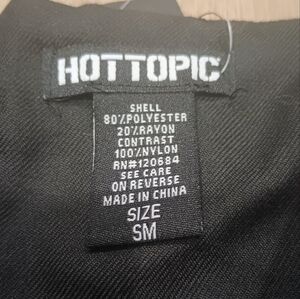 HOTTOPIC
SHELL
80%POLYESTER
20%RAYON
CONTRAST
100%NYLON
RN#120684
SEE CARE
ON REVERSE
MADE IN CHINA
SIZE
SM